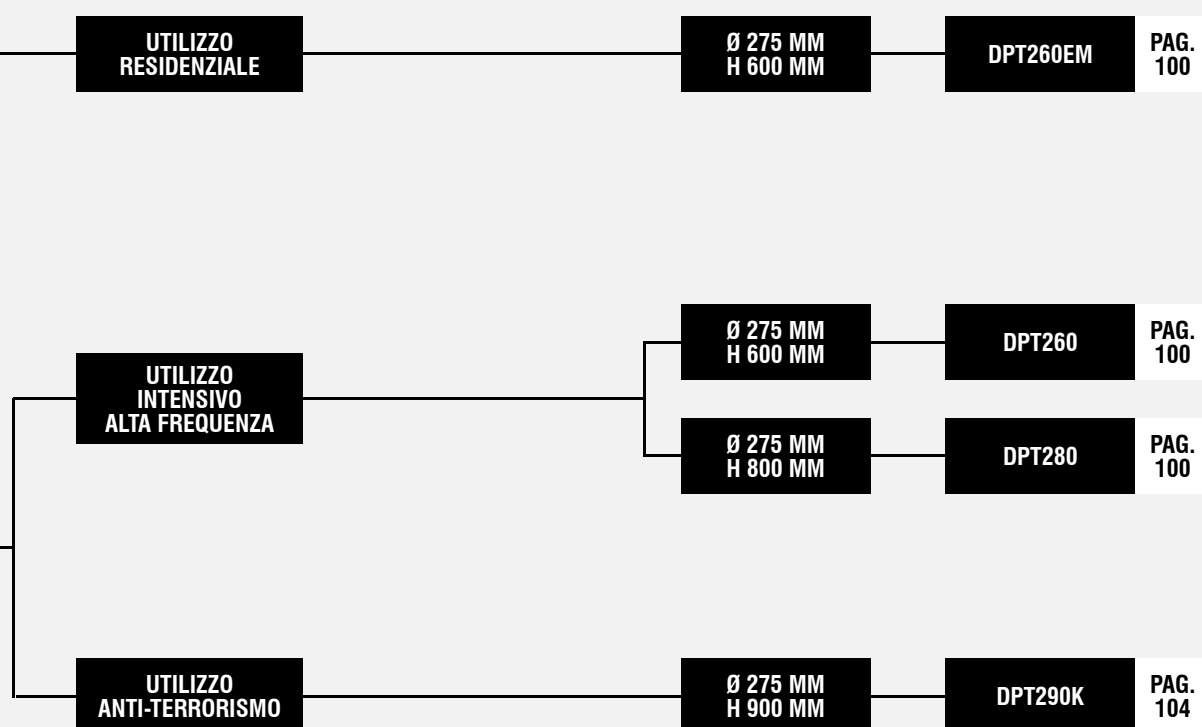 UTILIZZO
RESIDENZIALE
Ø 275 MM
H 600 MM
DPT260EM
PAG.
100
UTILIZZO
INTENSIVO
ALTA FREQUENZA
Ø 275 MM
H 600 MM
DPT260
PAG.
100
Ø 275 MM
H 800 MM
DPT280
PAG.
100
UTILIZZO
ANTI-TERRORISMO
Ø 275 MM
H 900 MM
DPT290K
PAG.
104